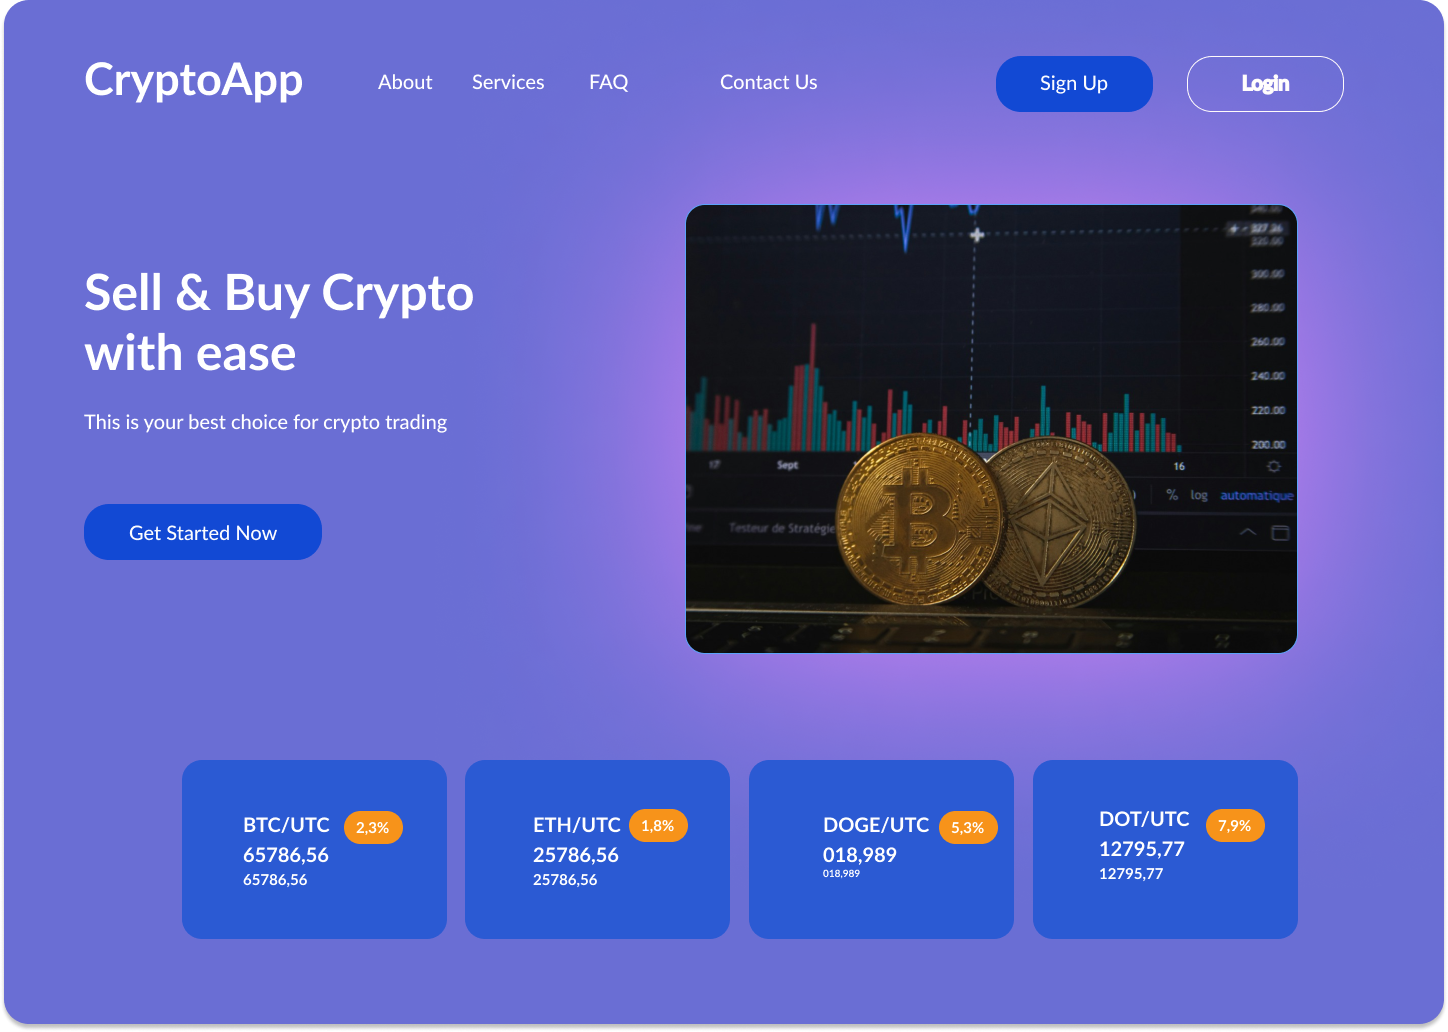 CryptoApp
About Services FAQ Contact Us
Sign Up
Login
Sell & Buy Crypto
with ease
This is your best choice for crypto trading
Get Started Now
327.36
320.00
300.00
280.00
260.00
240.00
220.00
200.00
17 Sept 16
% log automatique
Testeur de Stratégie
BTC/UTC 2,3%
65786,56
65786,56
ETH/UTC 1,8%
25786,56
25786,56
DOGE/UTC 5,3%
018,989
018,989
DOT/UTC 7,9%
12795,77
12795,77